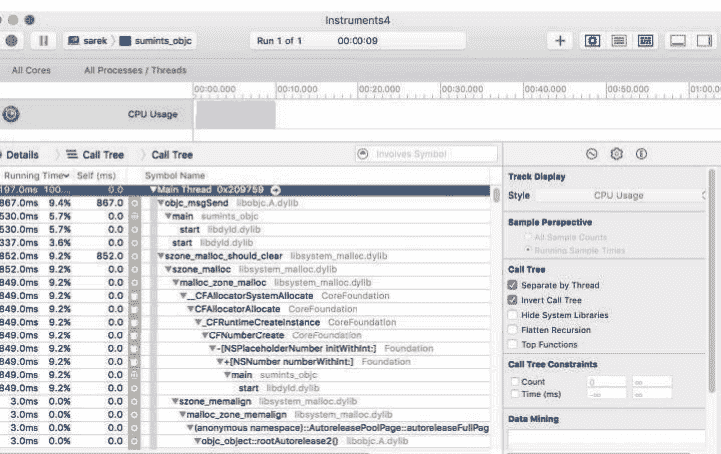 Instruments4
sarek > sumints_objc Run 1 of 1 00:00:09
All Cores All Processes / Threads
00:00.000 00:10.000 00:20.000 00:30.000 00:40.000 00:50.000 01:00.00
CPU Usage
Details Call Tree Call Tree Involves Symbol
Running Time Self (ms) Symbol Name
197.0ms 100.... 0.0 Main Thread 0x209759
867.0ms 9.4% 867.0 objc_msgSend libobjc.A.dylib
530.0ms 5.7% 0.0 main sumints_objc
530.0ms 5.7% 0.0 start libdyld.dylib
337.0ms 3.6% 0.0 start libdyld.dylib
852.0ms 9.2% 852.0 szone_malloc_should_clear libsystem_malloc.dylib
852.0ms 9.2% 0.0 szone_malloc libsystem_malloc.dylib
849.0ms 9.2% 0.0 malloc_zone_malloc libsystem_malloc.dylib
849.0ms 9.2% 0.0 __CFAllocatorSystemAllocate CoreFoundation
849.0ms 9.2% 0.0 CFAllocatorAllocate CoreFoundation
849.0ms 9.2% 0.0 _CFRuntimeCreateInstance CoreFoundation
849.0ms 9.2% 0.0 CFNumberCreate CoreFoundation
849.0ms 9.2% 0.0 -[NSPlaceholderNumber initWithInt:] Foundation
849.0ms 9.2% 0.0 +[NSNumber numberWithInt:] Foundation
849.0ms 9.2% 0.0 main sumints_objc
849.0ms 9.2% 0.0 start libdyld.dylib
3.0ms 0.0% 0.0 szone_memalign libsystem_malloc.dylib
3.0ms 0.0% 0.0 malloc_zone_memalign libsystem_malloc.dylib
3.0ms 0.0% 0.0 (anonymous namespace)::AutoreleasePoolPage::autoreleaseFullPag
3.0ms 0.0% 0.0 objc_object::rootAutorelease2() libobjc.A.dylib
Track Display
Style CPU Usage
Sample Perspective
All Sample Counts
Running Sample Times
Call Tree
Separate by Thread
Invert Call Tree
Hide System Libraries
Flatten Recursion
Top Functions
Call Tree Constraints
Count 0 ∞
Time (ms) -∞ ∞
Data Mining